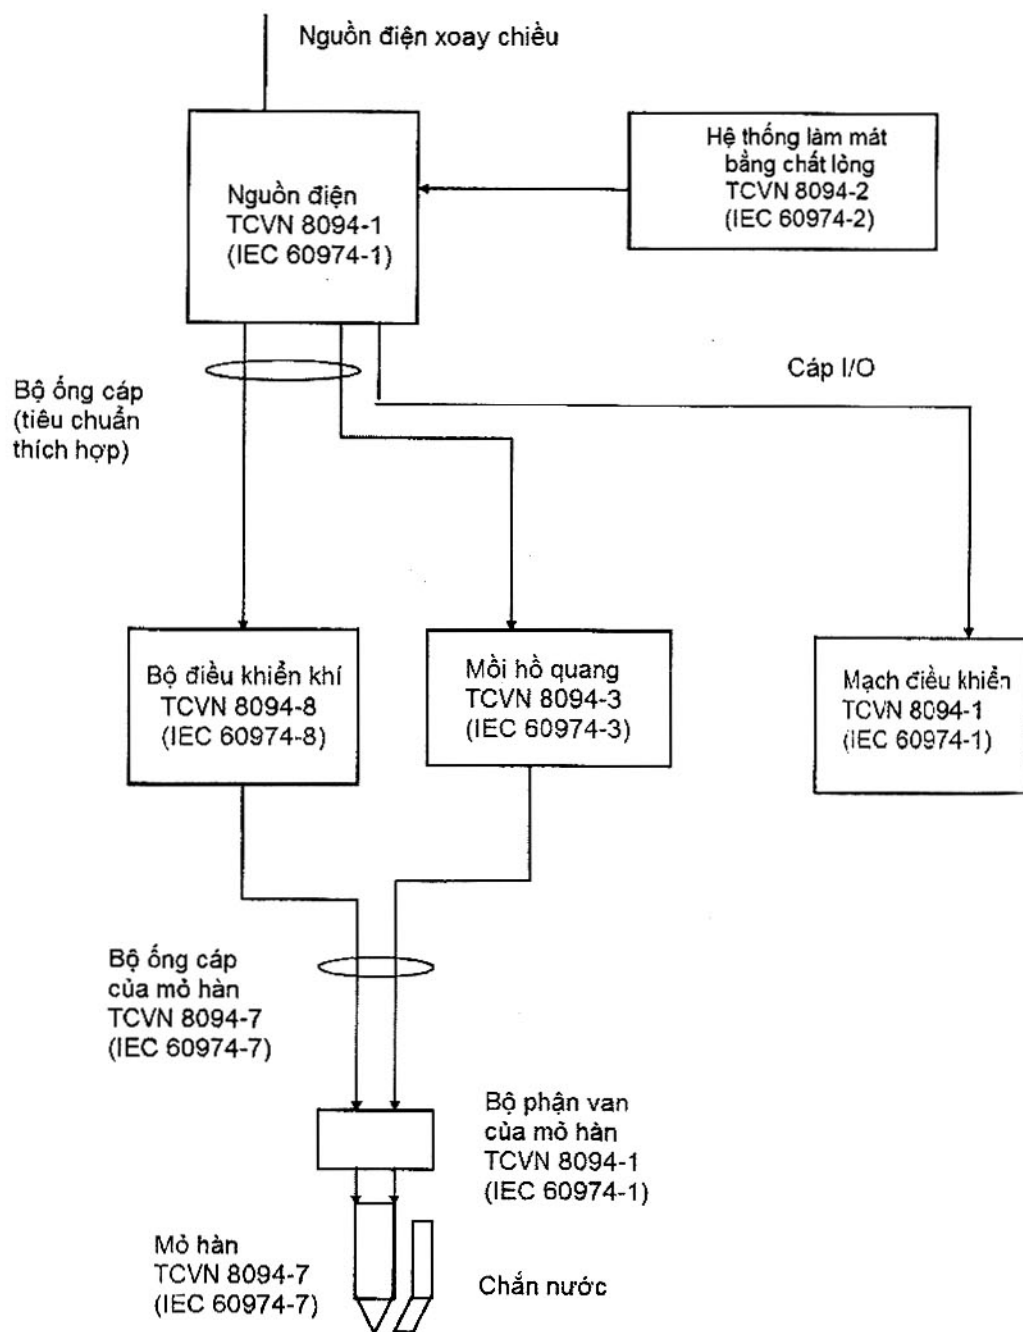 Nguồn điện xoay chiều
Nguồn điện
TCVN 8094-1
(IEC 60974-1)
Hệ thống làm mát
bằng chất lỏng
TCVN 8094-2
(IEC 60974-2)
Bộ ống cáp
(tiêu chuẩn
thích hợp)
Cáp I/O
Bộ điều khiển khí
TCVN 8094-8
(IEC 60974-8)
Mồi hồ quang
TCVN 8094-3
(IEC 60974-3)
Mạch điều khiển
TCVN 8094-1
(IEC 60974-1)
Bộ ống cáp
của mỏ hàn
TCVN 8094-7
(IEC 60974-7)
Bộ phận van
của mỏ hàn
TCVN 8094-1
(IEC 60974-1)
Mỏ hàn
TCVN 8094-7
(IEC 60974-7)
Chắn nước